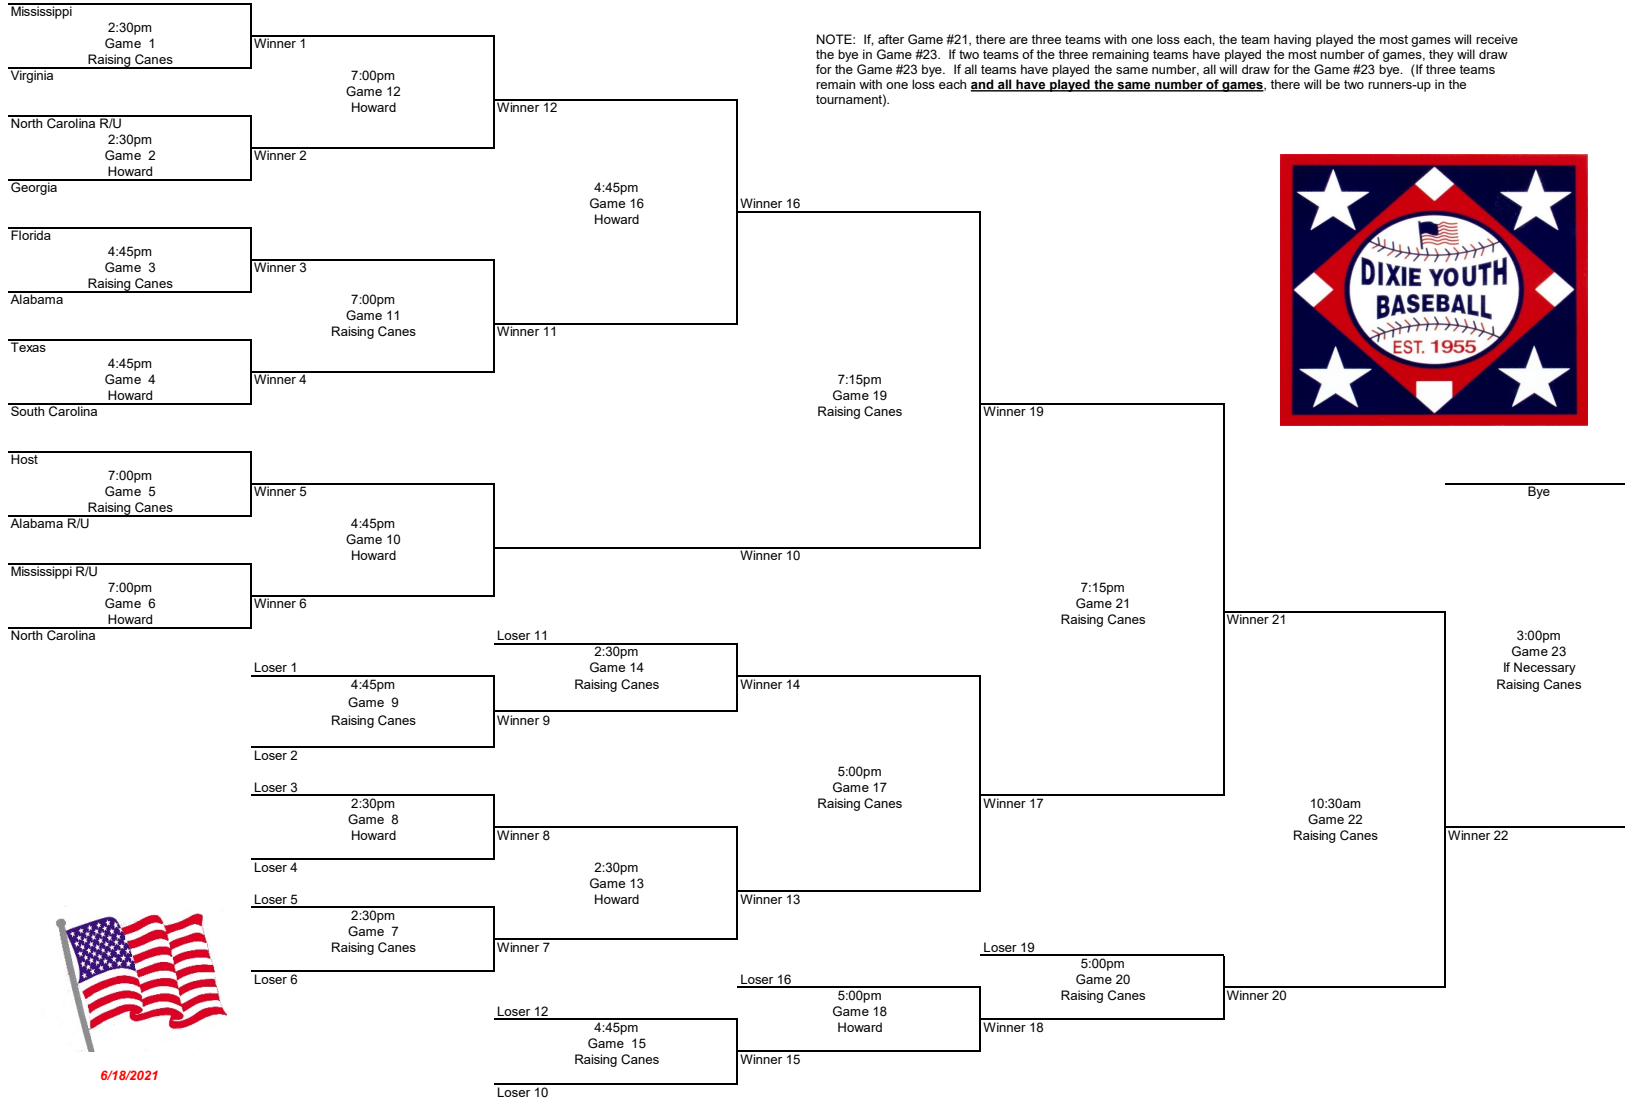 Mississippi
2:30pm
Game 1
Raising Canes
Virginia
Winner 1
North Carolina R/U
2:30pm
Game 2
Howard
Georgia
Winner 2
7:00pm
Game 12
Howard
Winner 12
Florida
4:45pm
Game 3
Raising Canes
Alabama
Winner 3
Texas
4:45pm
Game 4
Howard
South Carolina
Winner 4
7:00pm
Game 11
Raising Canes
Winner 11
4:45pm
Game 16
Howard
Winner 16
Host
7:00pm
Game 5
Raising Canes
Alabama R/U
Winner 5
Mississippi R/U
7:00pm
Game 6
Howard
North Carolina
Winner 6
4:45pm
Game 10
Howard
Winner 10
7:15pm
Game 19
Raising Canes
Winner 19
NOTE: If, after Game #21, there are three teams with one loss each, the team having played the most games will receive
the bye in Game #23. If two teams of the three remaining teams have played the most number of games, they will draw
for the Game #23 bye. If all teams have played the same number, all will draw for the Game #23 bye. (If three teams
remain with one loss each and all have played the same number of games, there will be two runners-up in the
tournament).
DIXIE YOUTH
BASEBALL
EST. 1955
Loser 1
4:45pm
Game 9
Raising Canes
Loser 2
Loser 11
2:30pm
Game 14
Raising Canes
Winner 9
Winner 14
Loser 3
2:30pm
Game 8
Howard
Loser 4
Winner 8
Loser 5
2:30pm
Game 7
Raising Canes
Loser 6
Winner 7
2:30pm
Game 13
Howard
Winner 13
5:00pm
Game 17
Raising Canes
Winner 17
7:15pm
Game 21
Raising Canes
Winner 21
Loser 12
4:45pm
Game 15
Raising Canes
Loser 10
Winner 15
Loser 16
5:00pm
Game 18
Howard
Winner 18
Loser 19
5:00pm
Game 20
Raising Canes
Winner 20
10:30am
Game 22
Raising Canes
Winner 22
Bye
3:00pm
Game 23
If Necessary
Raising Canes
6/18/2021